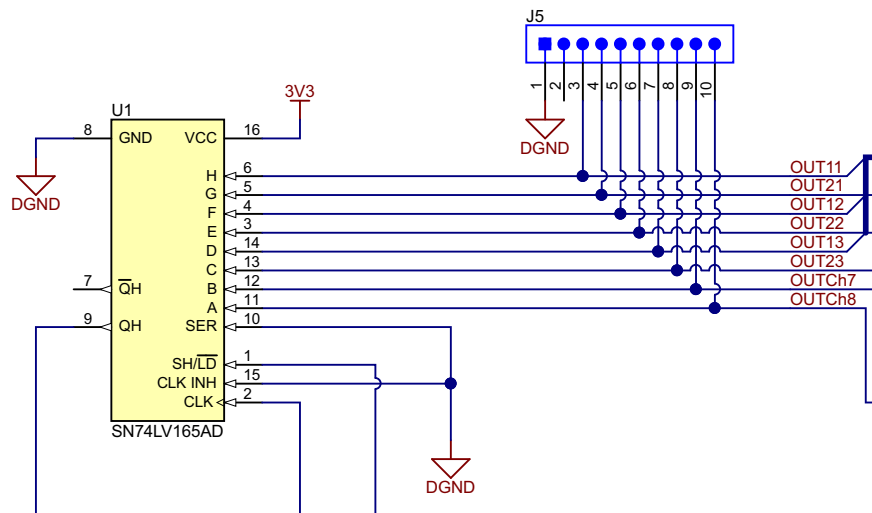 J5
1 2 3 4 5 6 7 8 9 10
DGND
3V3
U1
8 GND VCC 16
DGND
H 6 OUT11
G 5 OUT21
F 4 OUT12
E 3 OUT22
D 14 OUT13
C 13 OUT23
7 QH B 12 OUTCh7
A 11 OUTCh8
9 QH SER 10
SH/LD 1
CLK INH 15
CLK 2
SN74LV165AD
DGND